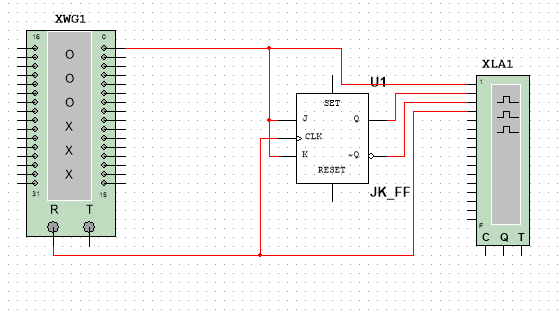 XWG1
16 0
O
O
O
X
X
X
31 15
R T
U1
SET
J Q
CLK
K ~Q
RESET
JK_FF
XLA1
1
F
C Q T